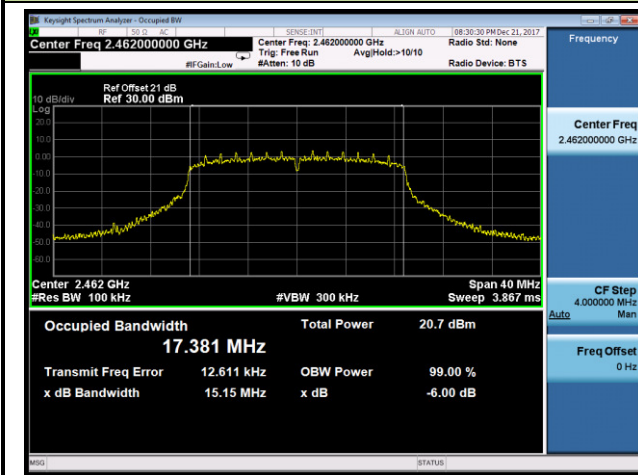 Keysight Spectrum Analyzer - Occupied BW
RF 50 Ω AC SENSE:INT ALIGN AUTO 08:30:30 PM Dec 21, 2017
Center Freq 2.462000000 GHz Center Freq: 2.462000000 GHz Radio Std: None Frequency
Trig: Free Run Avg|Hold:>10/10
#IFGain:Low #Atten: 10 dB Radio Device: BTS
Ref Offset 21 dB
10 dB/div Ref 30.00 dBm
Log
20.0
10.0
0.00
-10.0
-20.0
-30.0
-40.0
-50.0
-60.0
Center Freq
2.462000000 GHz
Center 2.462 GHz Span 40 MHz
#Res BW 100 kHz #VBW 300 kHz Sweep 3.867 ms
CF Step
4.000000 MHz
Auto Man
Occupied Bandwidth Total Power 20.7 dBm
17.381 MHz
Freq Offset
0 Hz
Transmit Freq Error 12.611 kHz OBW Power 99.00 %
x dB Bandwidth 15.15 MHz x dB -6.00 dB
MSG STATUS